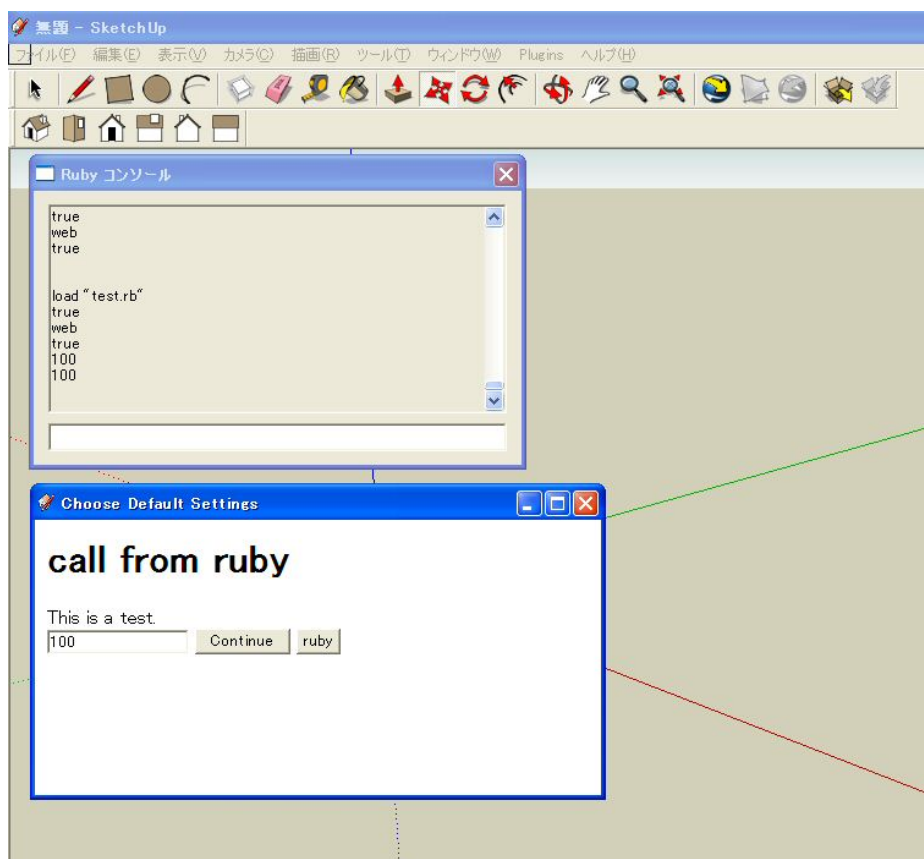 無題 - SketchUp
ファイル(F) 編集(E) 表示(V) カメラ(C) 描画(R) ツール(T) ウィンドウ(W) Plugins ヘルプ(H)
Ruby コンソール
true
web
true
load "test.rb"
true
web
true
100
100
Choose Default Settings
call from ruby
This is a test.
100 Continue ruby